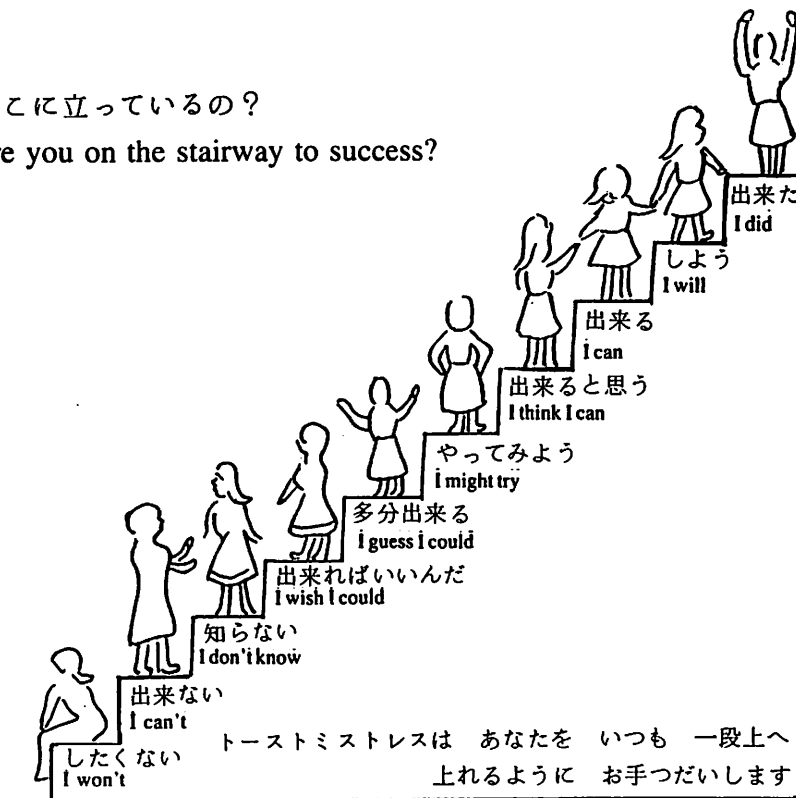 こに立っているの？
re you on the stairway to success?
出来た
I did
しよう
I will
出来る
I can
出来ると思う
I think I can
やってみよう
I might try
多分出来る
I guess I could
出来ればいいんだ
I wish I could
知らない
I don't know
出来ない
I can't
したくない
I won't
トーストミストレスは あなたを いつも 一段上へ
上れるように お手つだいします